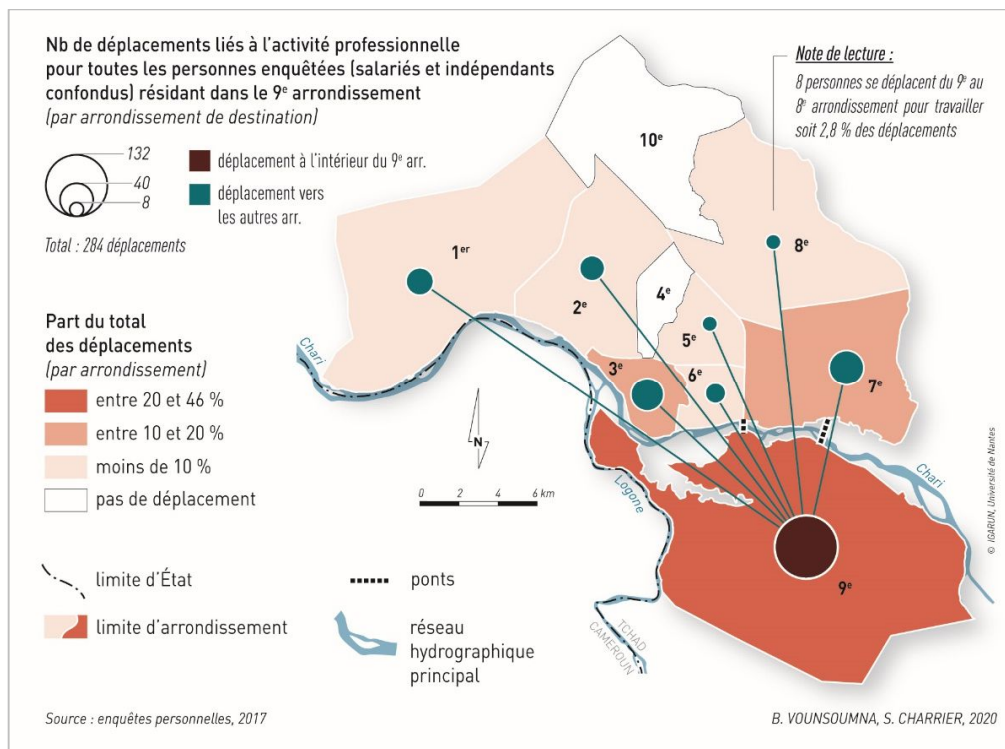 Nb de déplacements liés à l'activité professionnelle
pour toutes les personnes enquêtées (salariés et indépendants
confondus) résidant dans le 9e arrondissement
(par arrondissement de destination)
132
40
8
déplacement à l'intérieur du 9e arr.
déplacement vers
les autres arr.
Total : 284 déplacements
Note de lecture :
8 personnes se déplacent du 9e au
8e arrondissement pour travailler
soit 2,8 % des déplacements
Part du total
des déplacements
(par arrondissement)
entre 20 et 46 %
entre 10 et 20 %
moins de 10 %
pas de déplacement
limite d'État
limite d'arrondissement
ponts
réseau
hydrographique
principal
10e
1er
8e
2e
4e
5e
3e
6e
7e
9e
Chari
Logone
Chari
N
0 2 4 6 km
TCHAD
CAMEROUN
© IGARUN, Université de Nantes
Source : enquêtes personnelles, 2017
B. VOUNSOUMNA, S. CHARRIER, 2020